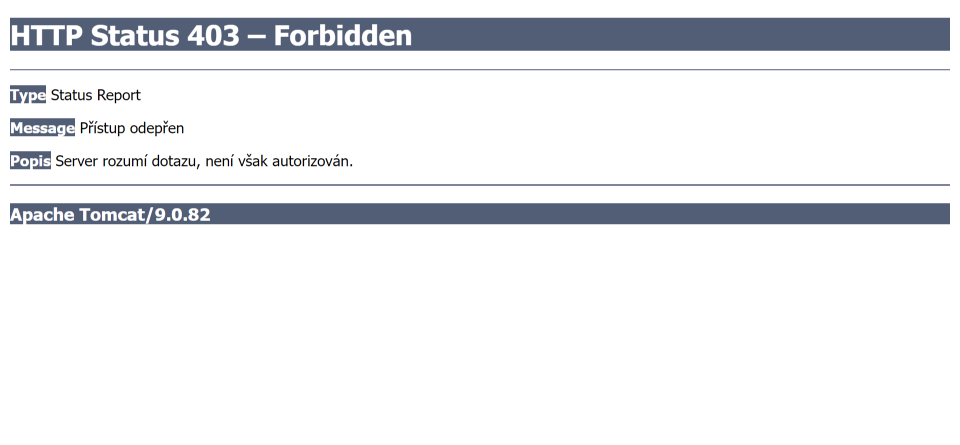 HTTP Status 403 – Forbidden
Type Status Report
Message Přístup odepřen
Popis Server rozumí dotazu, není však autorizován.
Apache Tomcat/9.0.82